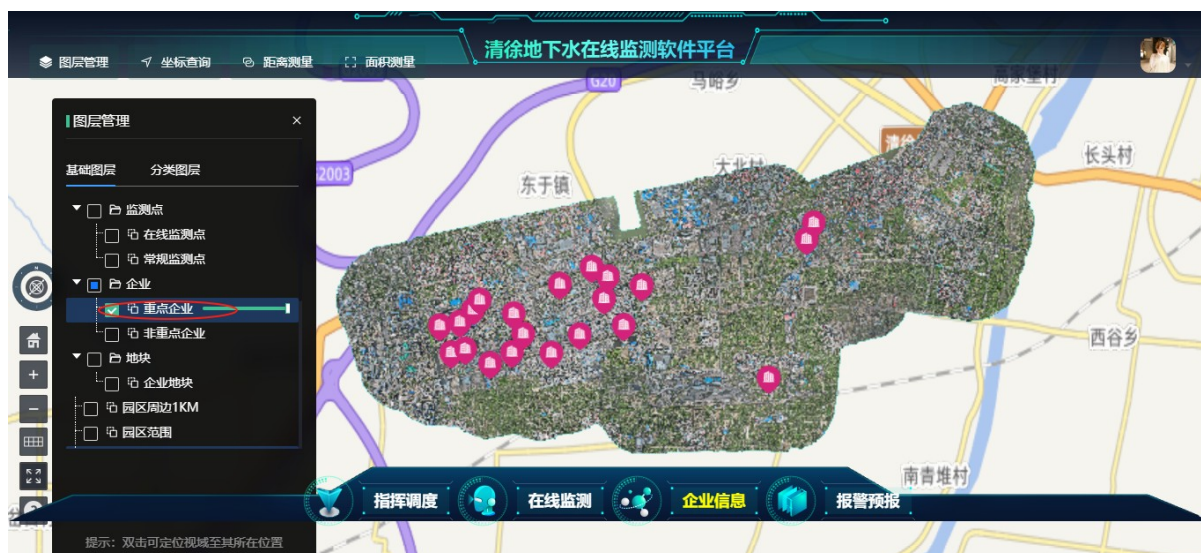 清徐地下水在线监测软件平台
图层管理 坐标查询 距离测量 面积测量
G20
马峪乡
高家堡村
图层管理 ×
基础图层 分类图层
监测点
在线监测点
常规监测点
企业
重点企业
非重点企业
地块
企业地块
园区周边1KM
园区范围
提示：双击可定位视域至其所在位置
2003
东于镇
大北村
清徐
长头村
西谷乡
南青堆村
指挥调度 在线监测 企业信息 报警预报